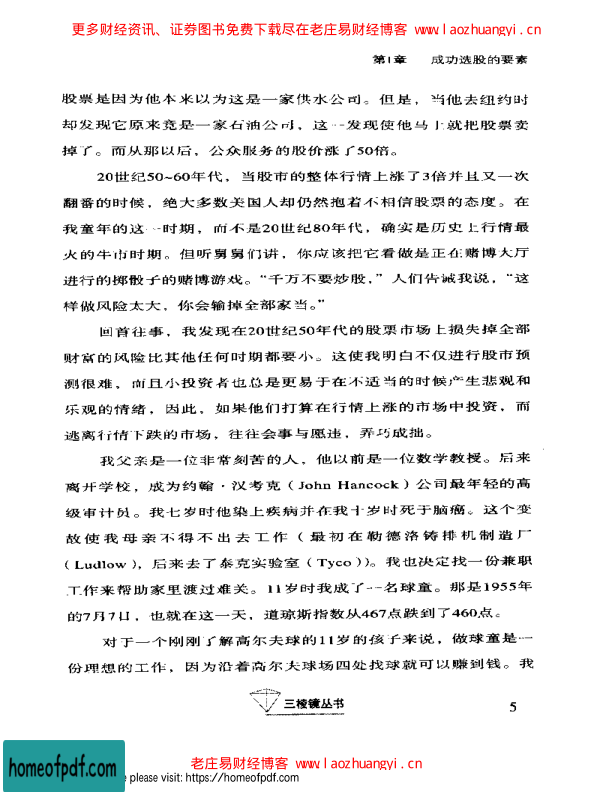 更多财经资讯、证券图书免费下载尽在老庄易财经博客 www.laozhuangyi.cn
第1章 成功选股的要素
股票是因为他本来以为这是一家供水公司。但是，当他去纽约时
却发现它原来竟是一家石油公司，这一发现使他马上就把股票卖
掉了。而从那以后，公众服务的股价涨了50倍。
20世纪50~60年代，当股市的整体行情上涨了3倍并且又一次
翻番的时候，绝大多数美国人却仍然抱着不相信股票的态度。在
我童年的这一时期，而不是20世纪80年代，确实是历史上行情最
火的牛市时期。但听舅舅们讲，你应该把它看做是正在赌博大厅
进行的掷骰子的赌博游戏。“千万不要炒股，”人们告诫我说，“这
样做风险太大，你会输掉全部家当。”
回首往事，我发现在20世纪50年代的股票市场上损失掉全部
财富的风险比其他任何时期都要小。这使我明白不仅进行股市预
测很难，而且小投资者也总是更易于在不适当的时候产生悲观和
乐观的情绪，因此，如果他们打算在行情上涨的市场中投资，而
逃离行情下跌的市场，往往会事与愿违，弄巧成拙。
我父亲是一位非常刻苦的人，他以前是一位数学教授。后来
离开学校，成为约翰·汉考克（John Hancock）公司最年轻的高
级审计员。我七岁时他染上疾病并在我十岁时死于脑癌。这个变
故使我母亲不得不出去工作（最初在勒德洛铸排机制造厂
（Ludlow），后来去了泰克实验室（Tyco））。我也决定找一份兼职
工作来帮助家里渡过难关。11岁时我成了一名球童。那是1955年
的7月7日，也就在这一天，道琼斯指数从467点跌到了460点。
对于一个刚刚了解高尔夫球的11岁的孩子来说，做球童是一
份理想的工作，因为沿着高尔夫球场四处找球就可以赚到钱。我
三棱镜丛书
5
老庄易财经博客 www.laozhuangyi.cn
homeofpdf.com
e please visit: https://homeofpdf.com